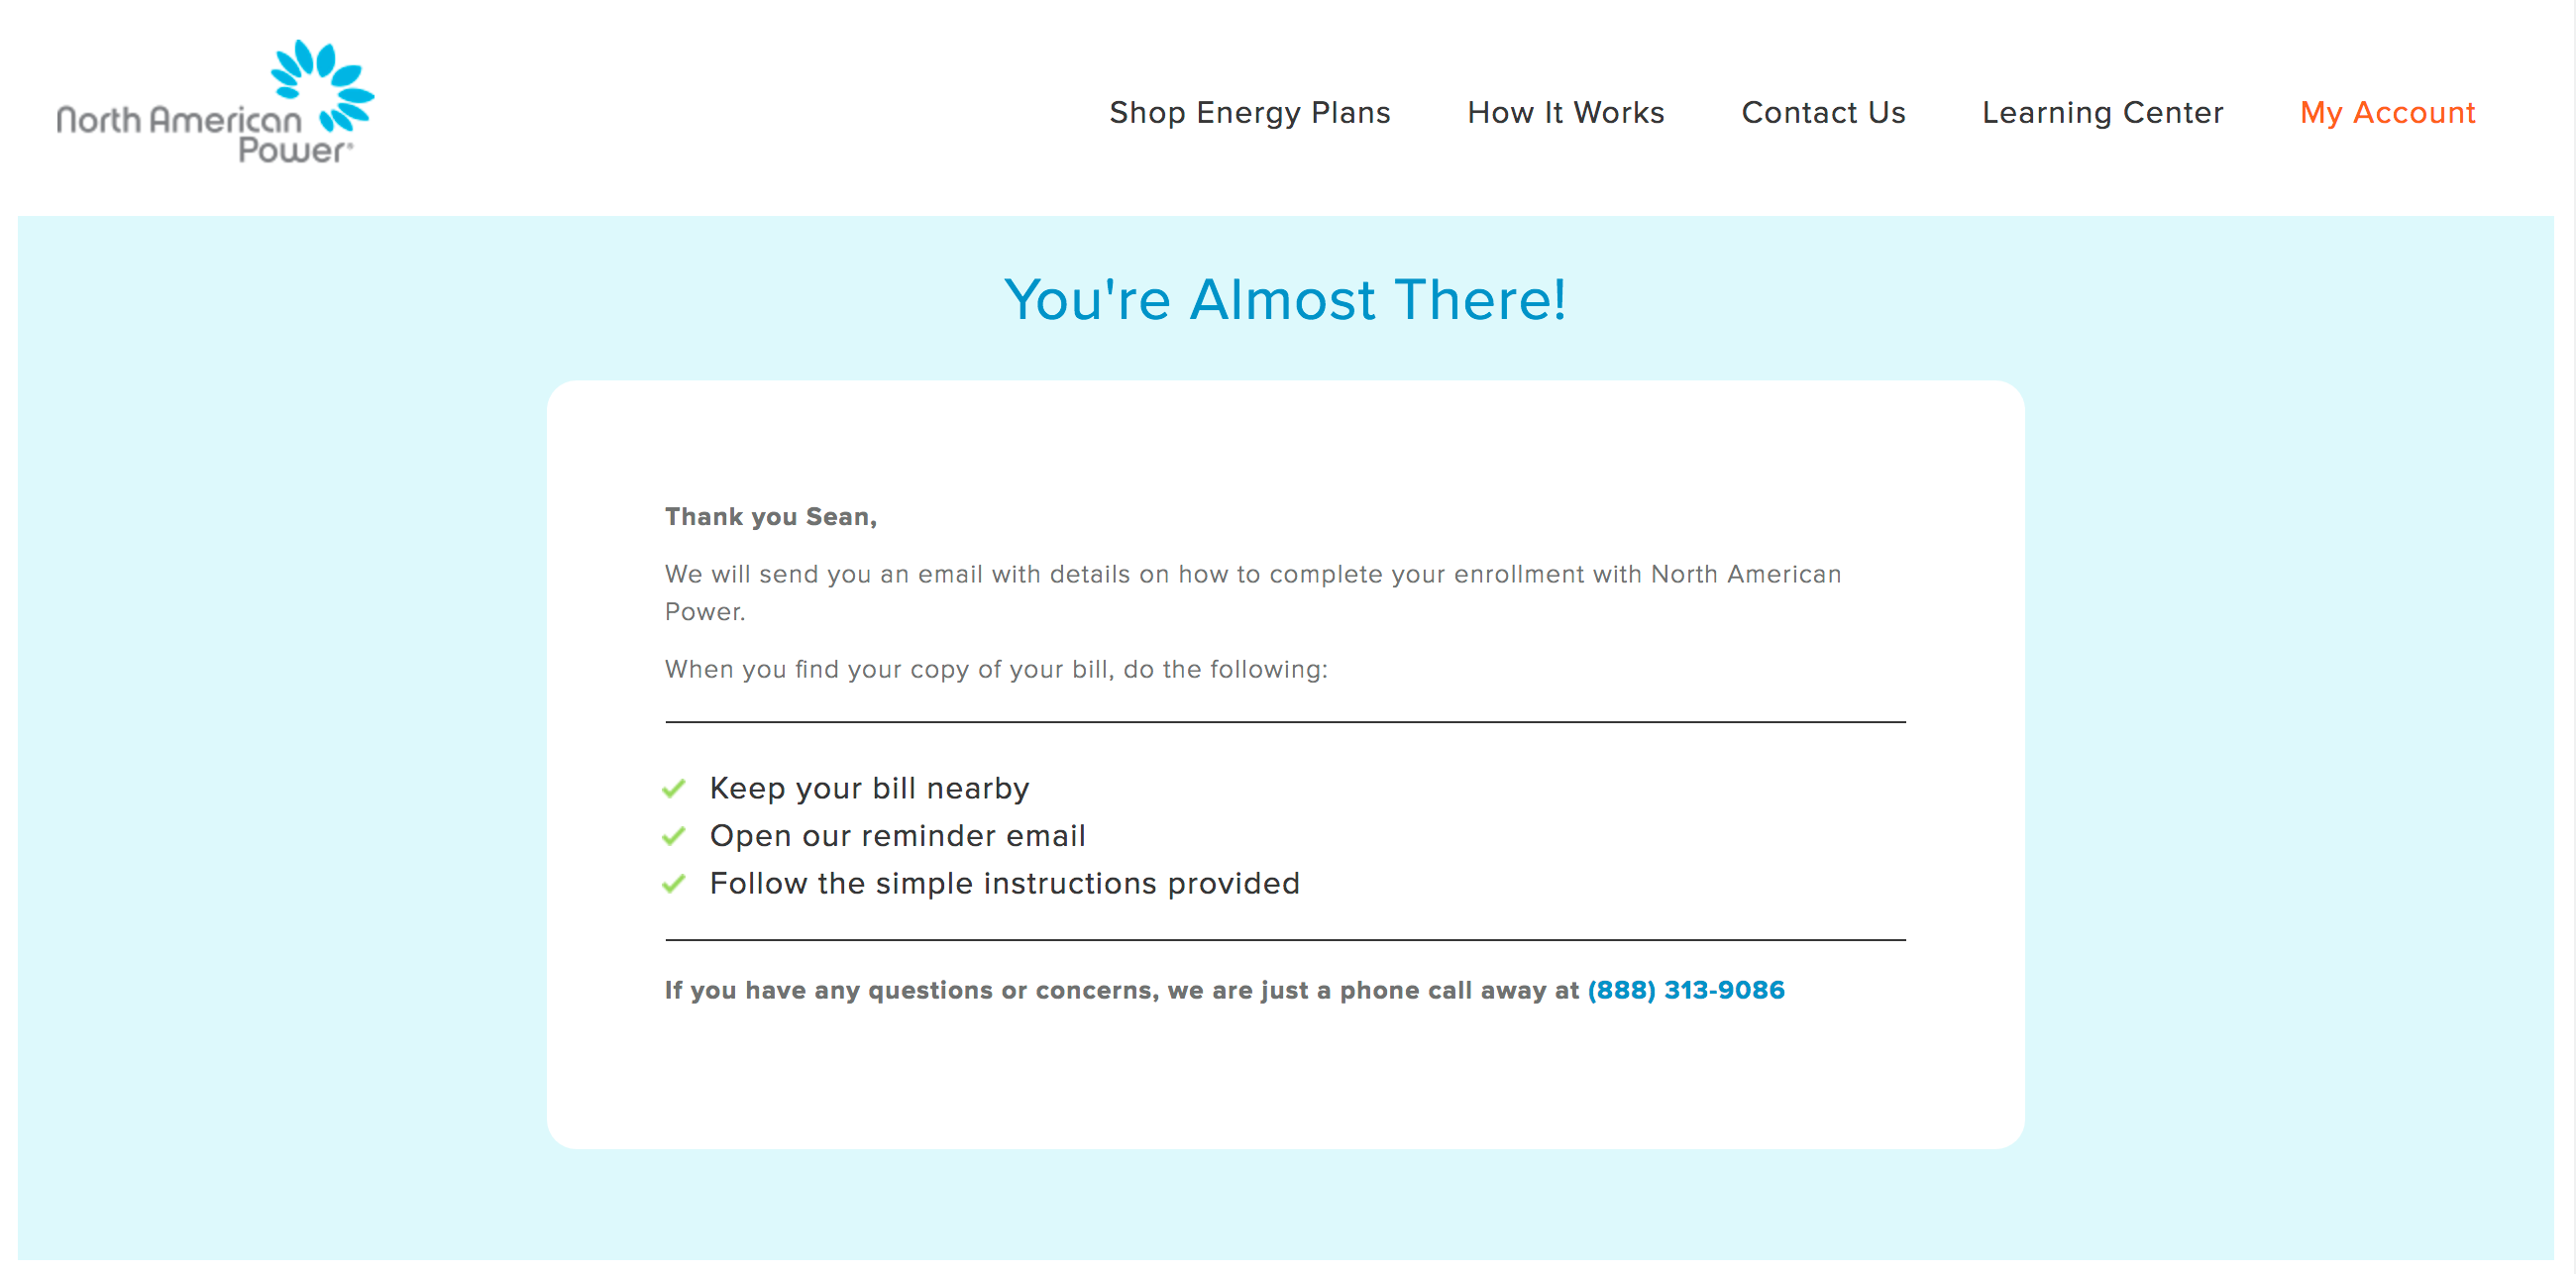 North American
Power®
Shop Energy Plans How It Works Contact Us Learning Center My Account
You're Almost There!
Thank you Sean,
We will send you an email with details on how to complete your enrollment with North American
Power.
When you find your copy of your bill, do the following:
Keep your bill nearby
Open our reminder email
Follow the simple instructions provided
If you have any questions or concerns, we are just a phone call away at (888) 313-9086